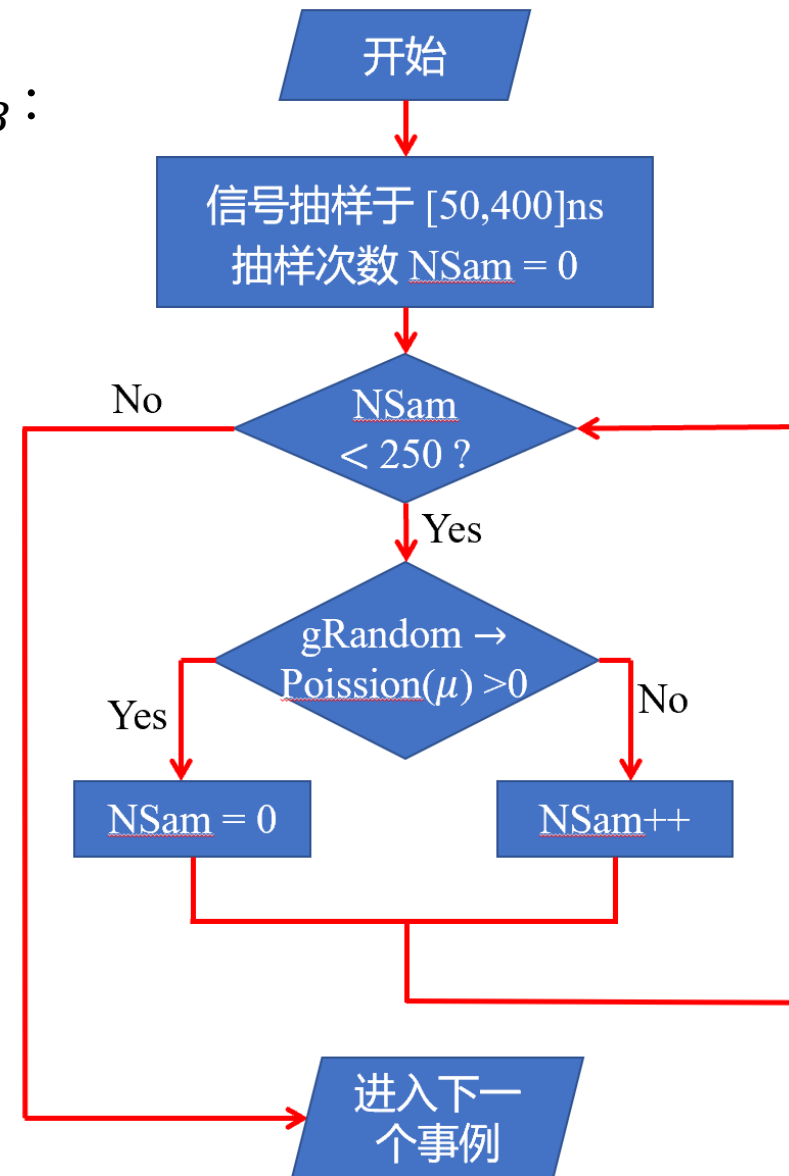 开始
:
信号抽样于 [50,400]ns
抽样次数 NSam = 0
No
NSam
< 250 ?
Yes
gRandom →
Poission(μ) >0
Yes
No
NSam = 0
NSam++
进入下一
个事例